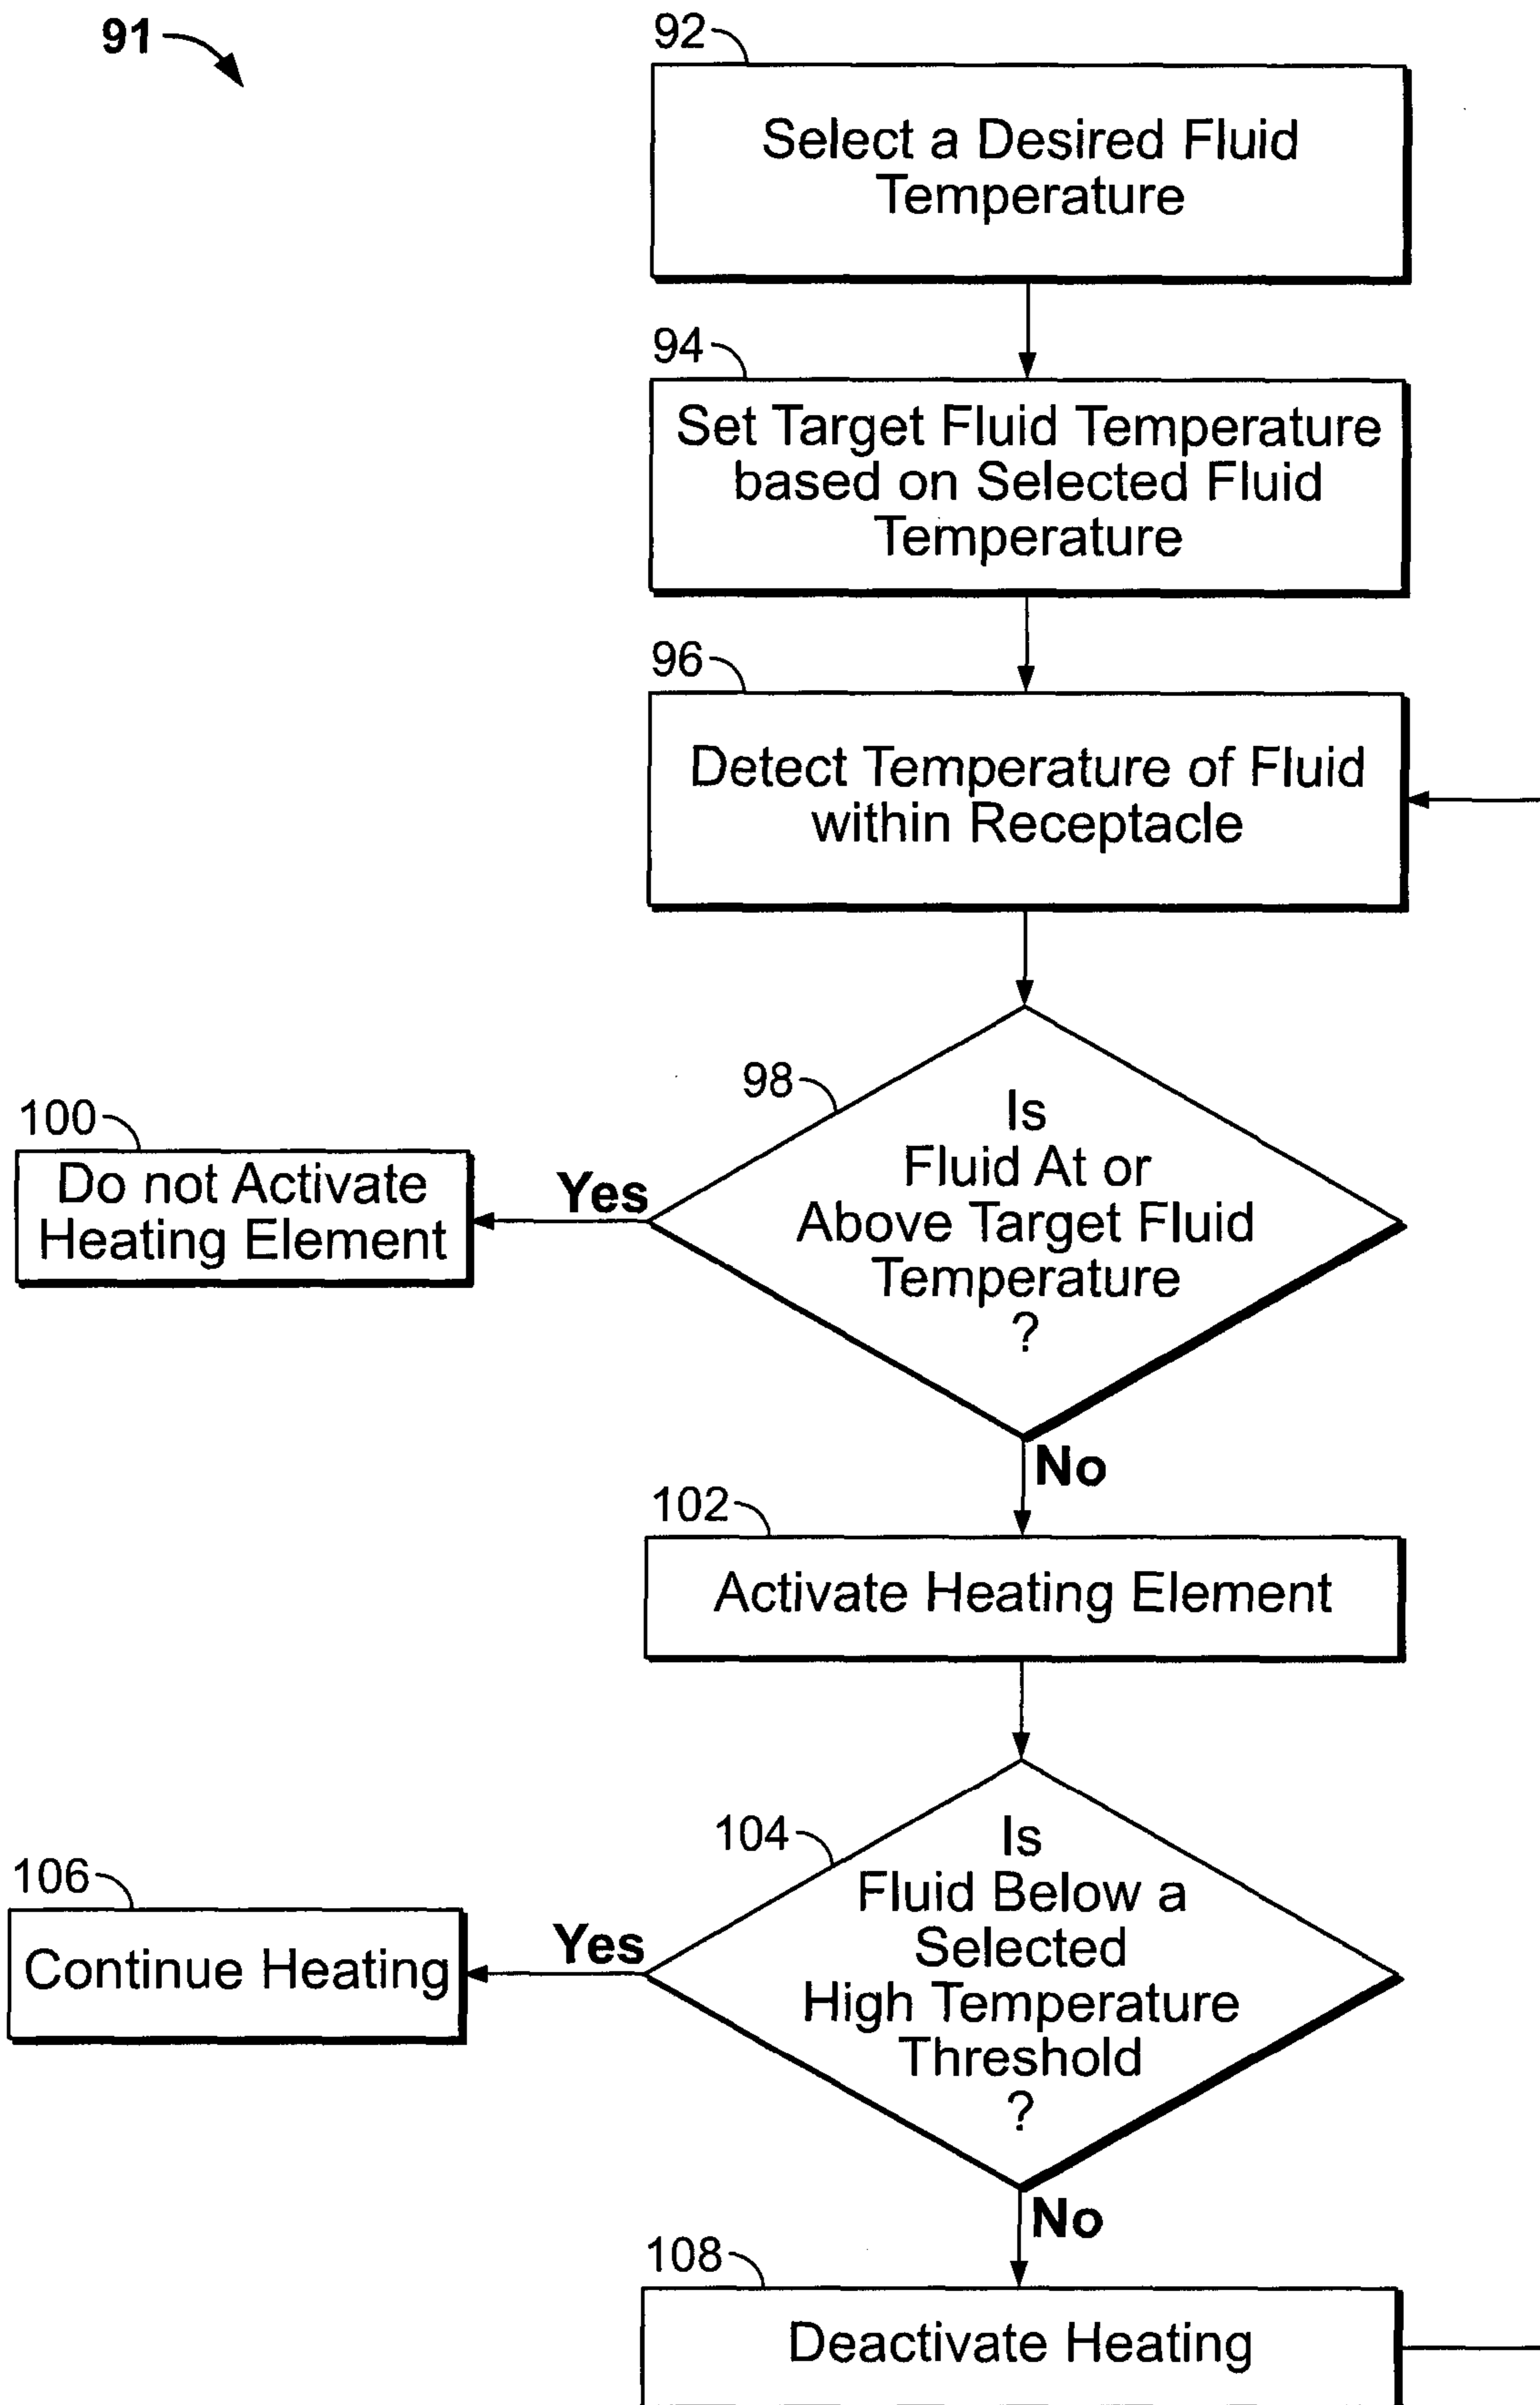 91
92
Select a Desired Fluid
Temperature
94
Set Target Fluid Temperature
based on Selected Fluid
Temperature
96
Detect Temperature of Fluid
within Receptacle
98
Is
Fluid At or
Above Target Fluid
Temperature
?
Yes
100
Do not Activate
Heating Element
No
102
Activate Heating Element
104
Is
Fluid Below a
Selected
High Temperature
Threshold
?
Yes
106
Continue Heating
No
108
Deactivate Heating